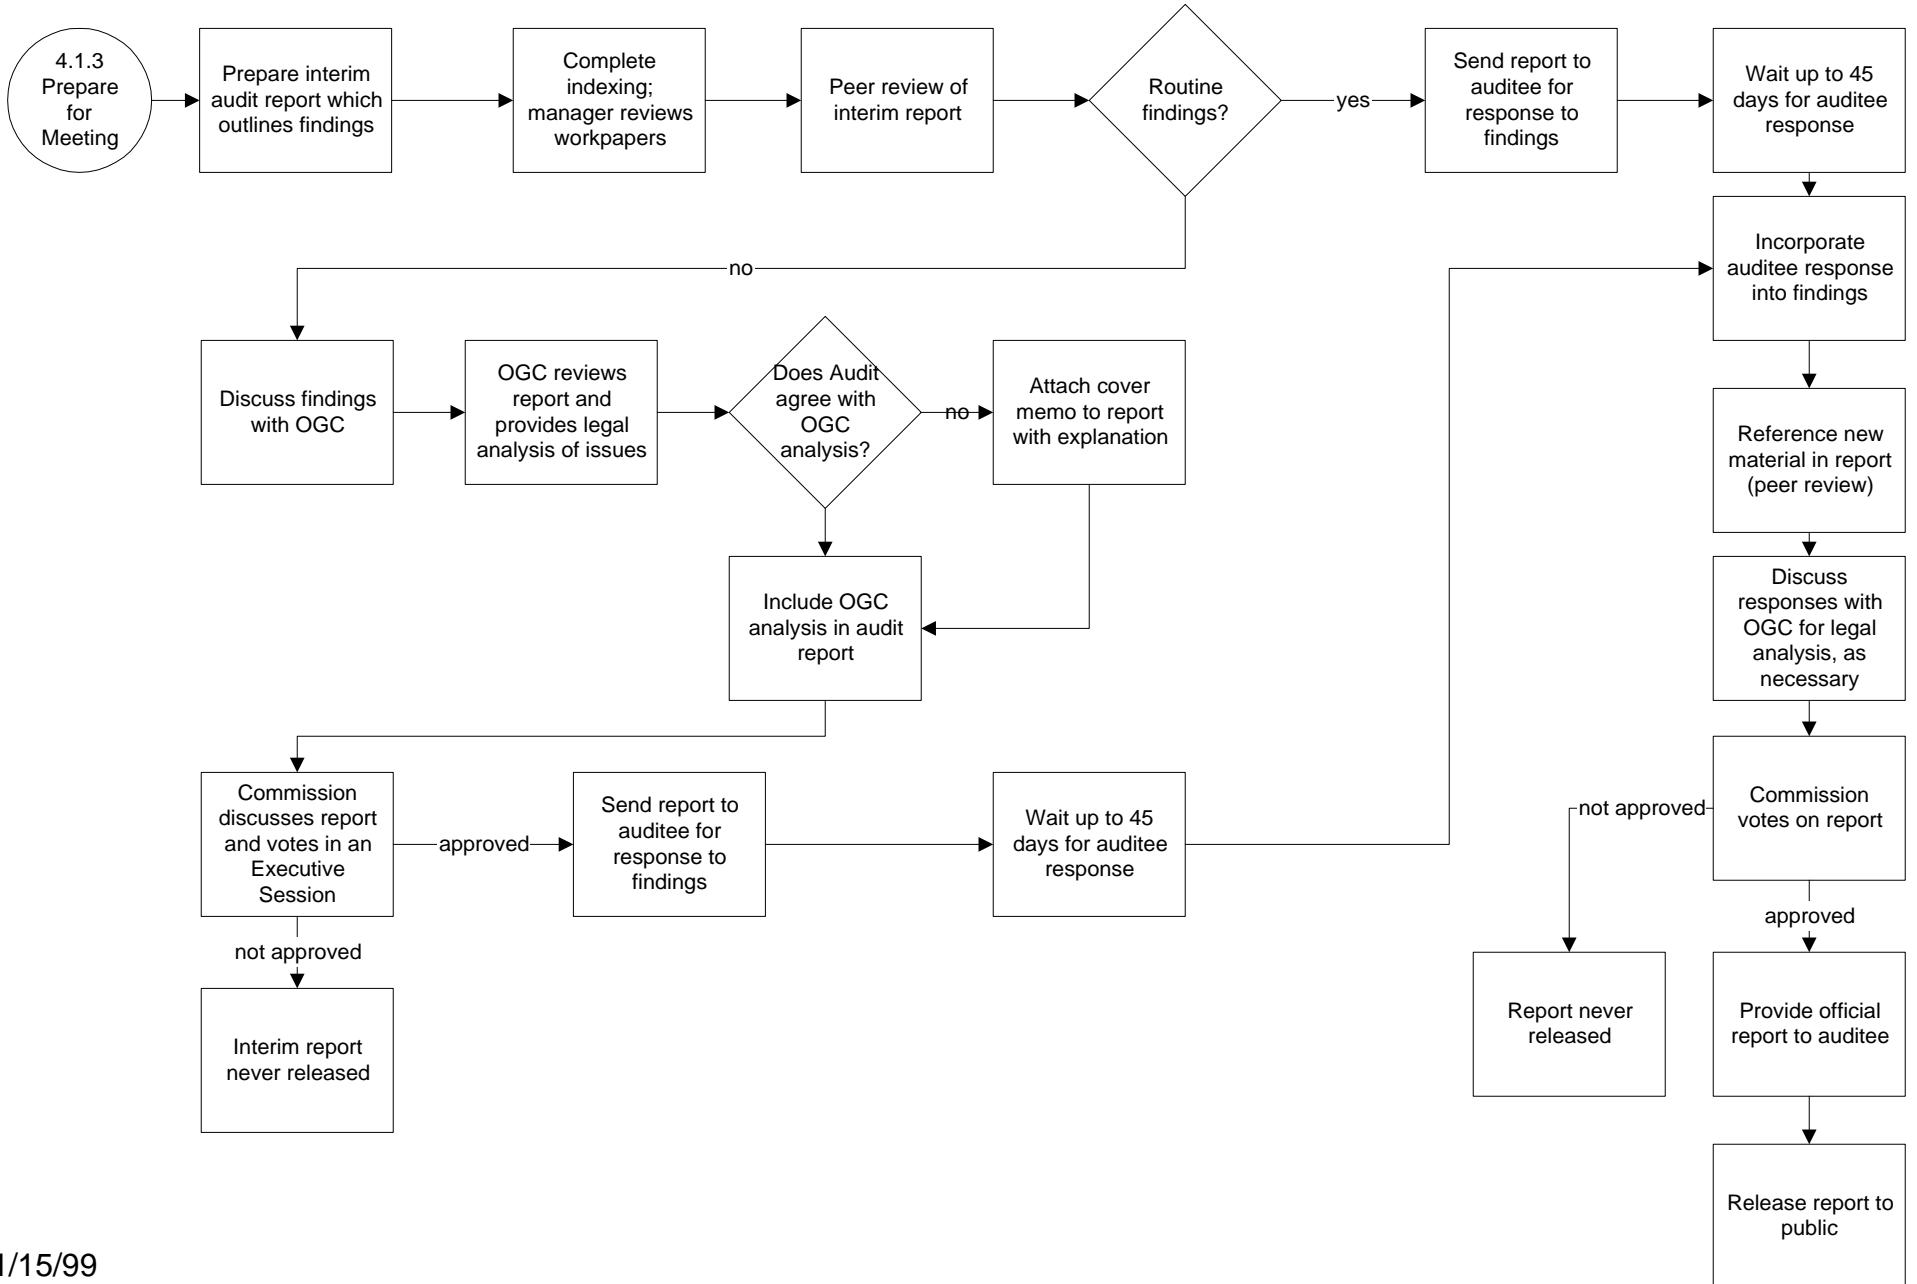 4.1.3
Prepare
for
Meeting
Prepare interim
audit report which
outlines findings
Complete
indexing;
manager reviews
workpapers
Peer review of
interim report
Routine
findings?
yes
Send report to
auditee for
response to
findings
Wait up to 45
days for auditee
response
Incorporate
auditee response
into findings
no
Discuss findings
with OGC
OGC reviews
report and
provides legal
analysis of issues
Does Audit
agree with
OGC
analysis?
no
Attach cover
memo to report
with explanation
Reference new
material in report
(peer review)
Include OGC
analysis in audit
report
Discuss
responses with
OGC for legal
analysis, as
necessary
Commission
discusses report
and votes in an
Executive
Session
approved
Send report to
auditee for
response to
findings
Wait up to 45
days for auditee
response
not approved
Commission
votes on report
not approved
approved
Interim report
never released
Report never
released
Provide official
report to auditee
Release report to
public
1/15/99